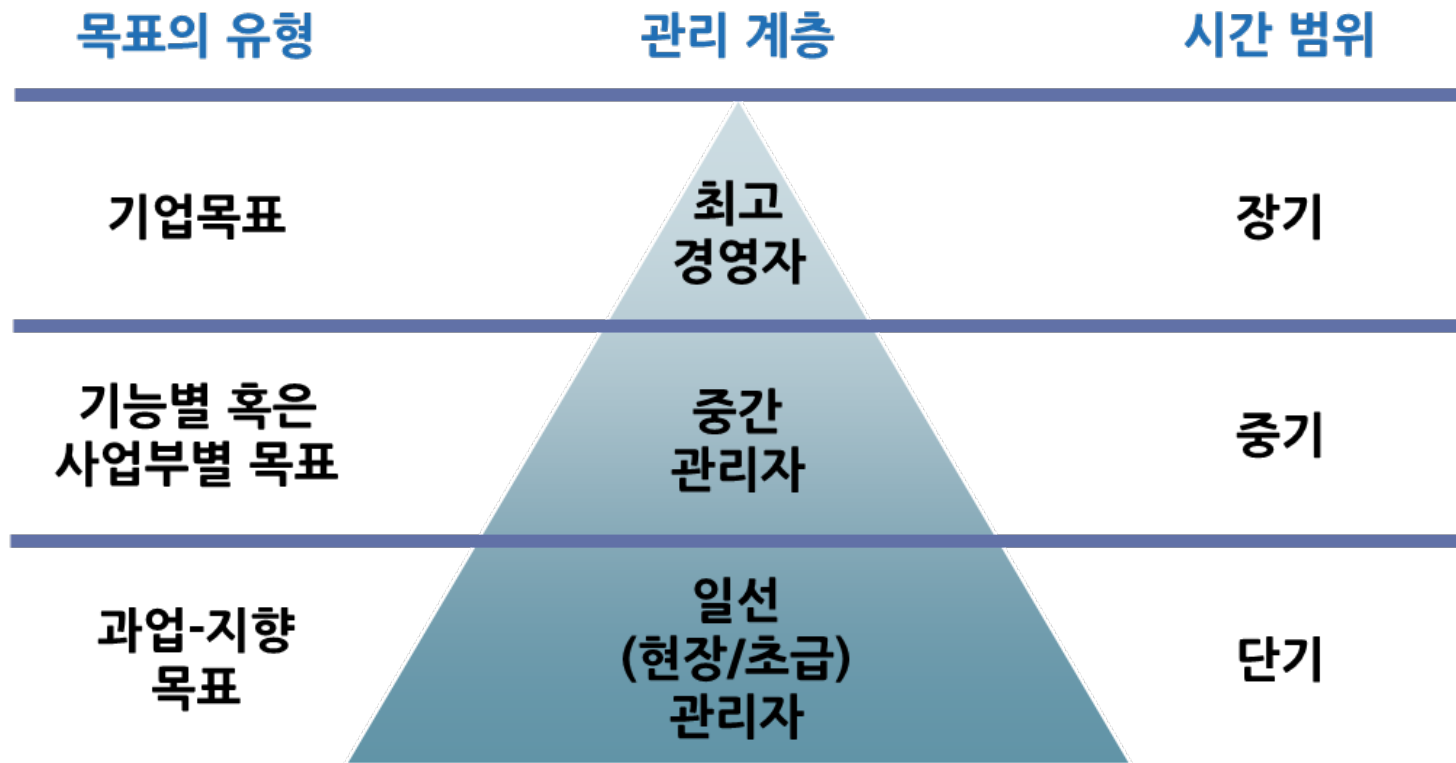 목표의 유형
관리 계층
시간 범위
기업목표
최고
경영자
장기
기능별 혹은
사업부별 목표
중간
관리자
중기
과업-지향
목표
일선
(현장/초급)
관리자
단기